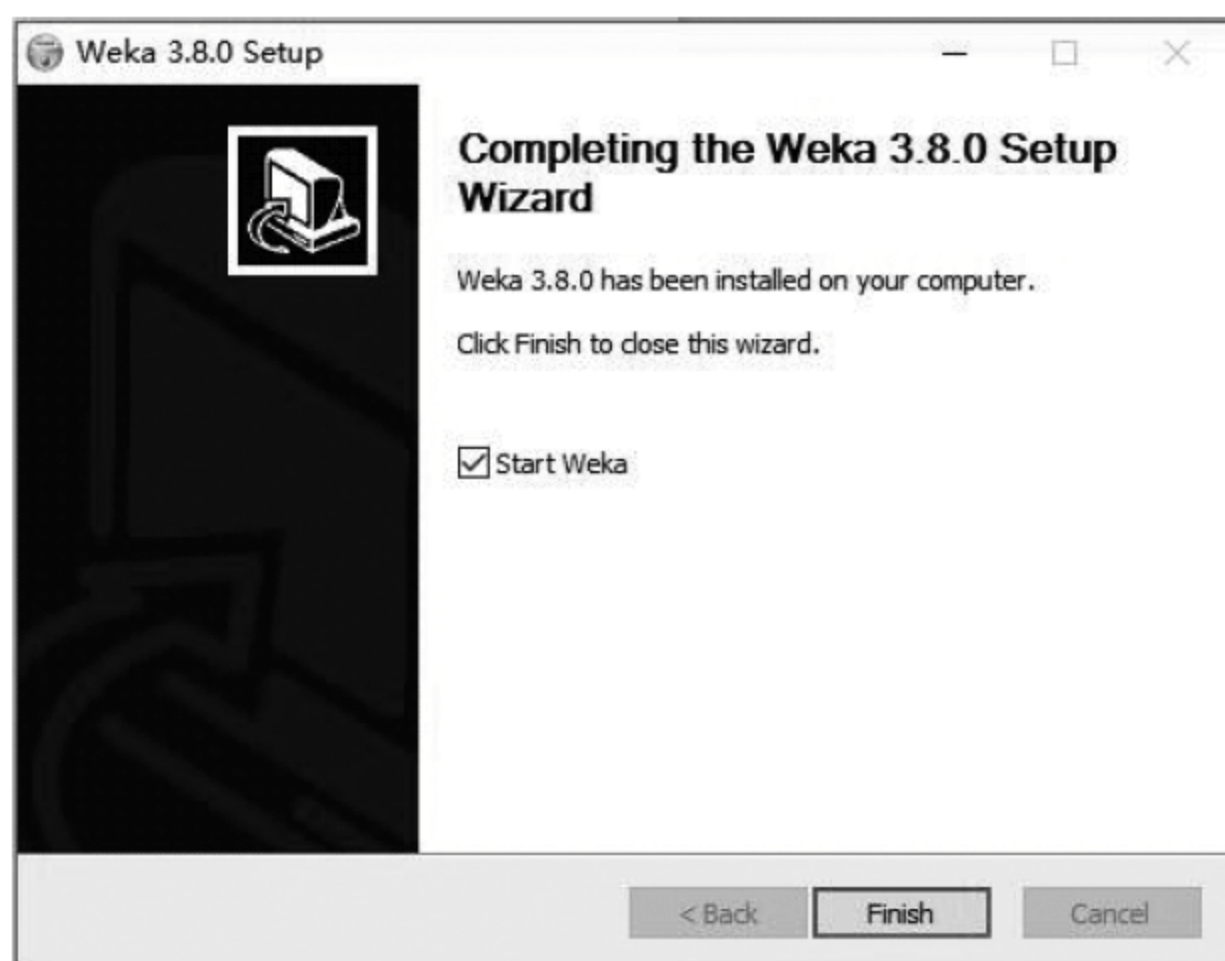 Weka 3.8.0 Setup
Completing the Weka 3.8.0 Setup
Wizard
Weka 3.8.0 has been installed on your computer.
Click Finish to close this wizard.
Start Weka
< Back
Finish
Cancel